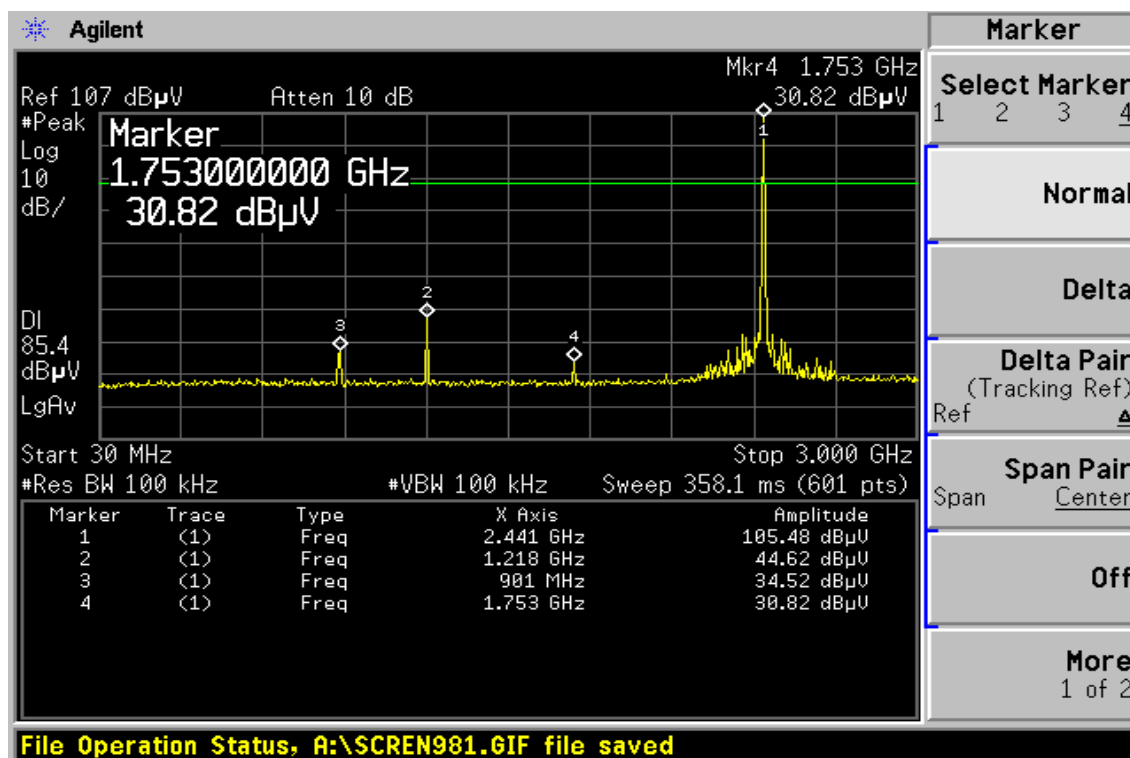 Agilent
Marker
Mkr4 1.753 GHz
Ref 107 dBµV Atten 10 dB 30.82 dBµV
#Peak
Log
10
dB/
Marker
1.753000000 GHz
30.82 dBµV
1
2
3
4
DI
85.4
dBµV
LgAv
Start 30 MHz Stop 3.000 GHz
#Res BW 100 kHz #VBW 100 kHz Sweep 358.1 ms (601 pts)
Marker Trace Type X Axis Amplitude
1 (1) Freq 2.441 GHz 105.48 dBµV
2 (1) Freq 1.218 GHz 44.62 dBµV
3 (1) Freq 901 MHz 34.52 dBµV
4 (1) Freq 1.753 GHz 30.82 dBµV
Select Marker
1 2 3 4
Normal
Delta
Delta Pair
(Tracking Ref)
Ref Δ
Span Pair
Span Center
Off
More
1 of 2
File Operation Status, A:\SCREN981.GIF file saved